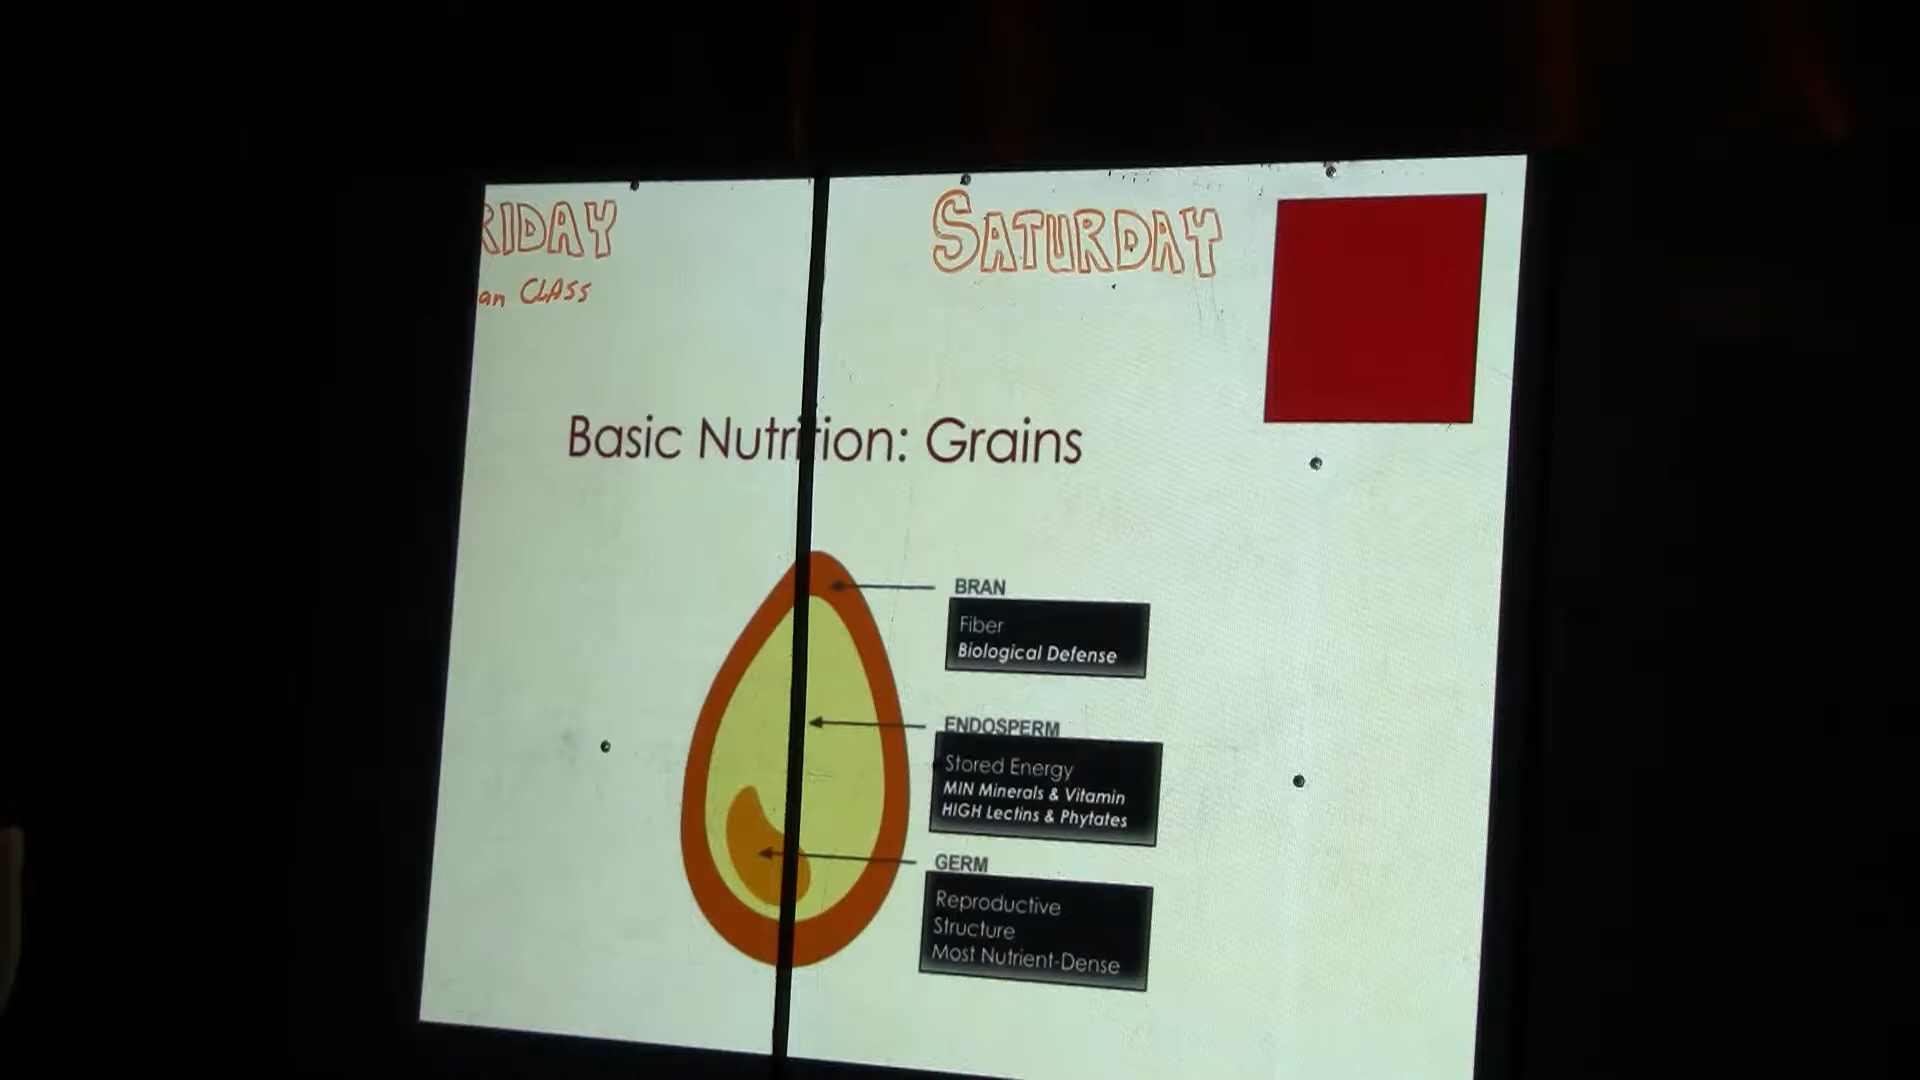 RIDAY
an CLASS
SATURDAY
Basic Nutrition: Grains
BRAN
Fiber
Biological Defense
ENDOSPERM
Stored Energy
MIN Minerals & Vitamin
HIGH Lectins & Phytates
GERM
Reproductive
Structure
Most Nutrient-Dense